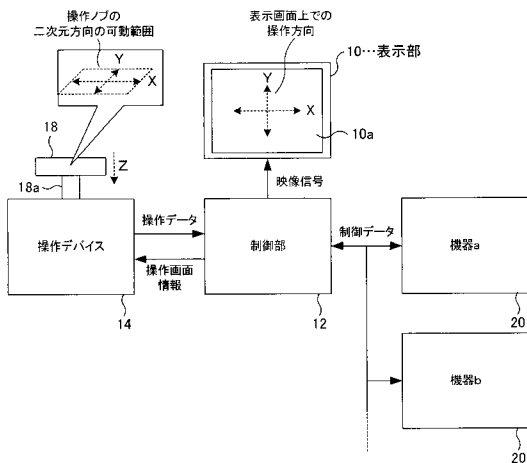 操作ノブの
二次元方向の可動範囲
Y
X
表示画面上での
操作方向
10…表示部
Y
X
10a
18
Z
18a
映像信号
操作デバイス
操作データ
操作画面
情報
制御部
制御データ
機器a
14
12
20
機器b
20